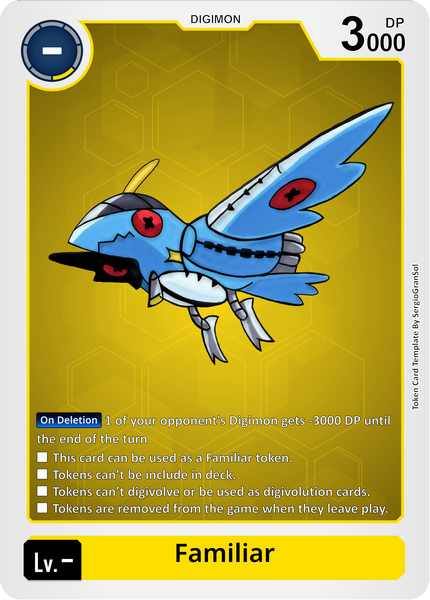 DIGIMON
DP
3000
-
On Deletion 1 of your opponent's Digimon gets -3000 DP until
the end of the turn
This card can be used as a Familiar token.
Tokens can't be include in deck.
Tokens can't digivolve or be used as digivolution cards.
Tokens are removed from the game when they leave play.
Token Card Template By SergioGranSol
Lv.-
Familiar